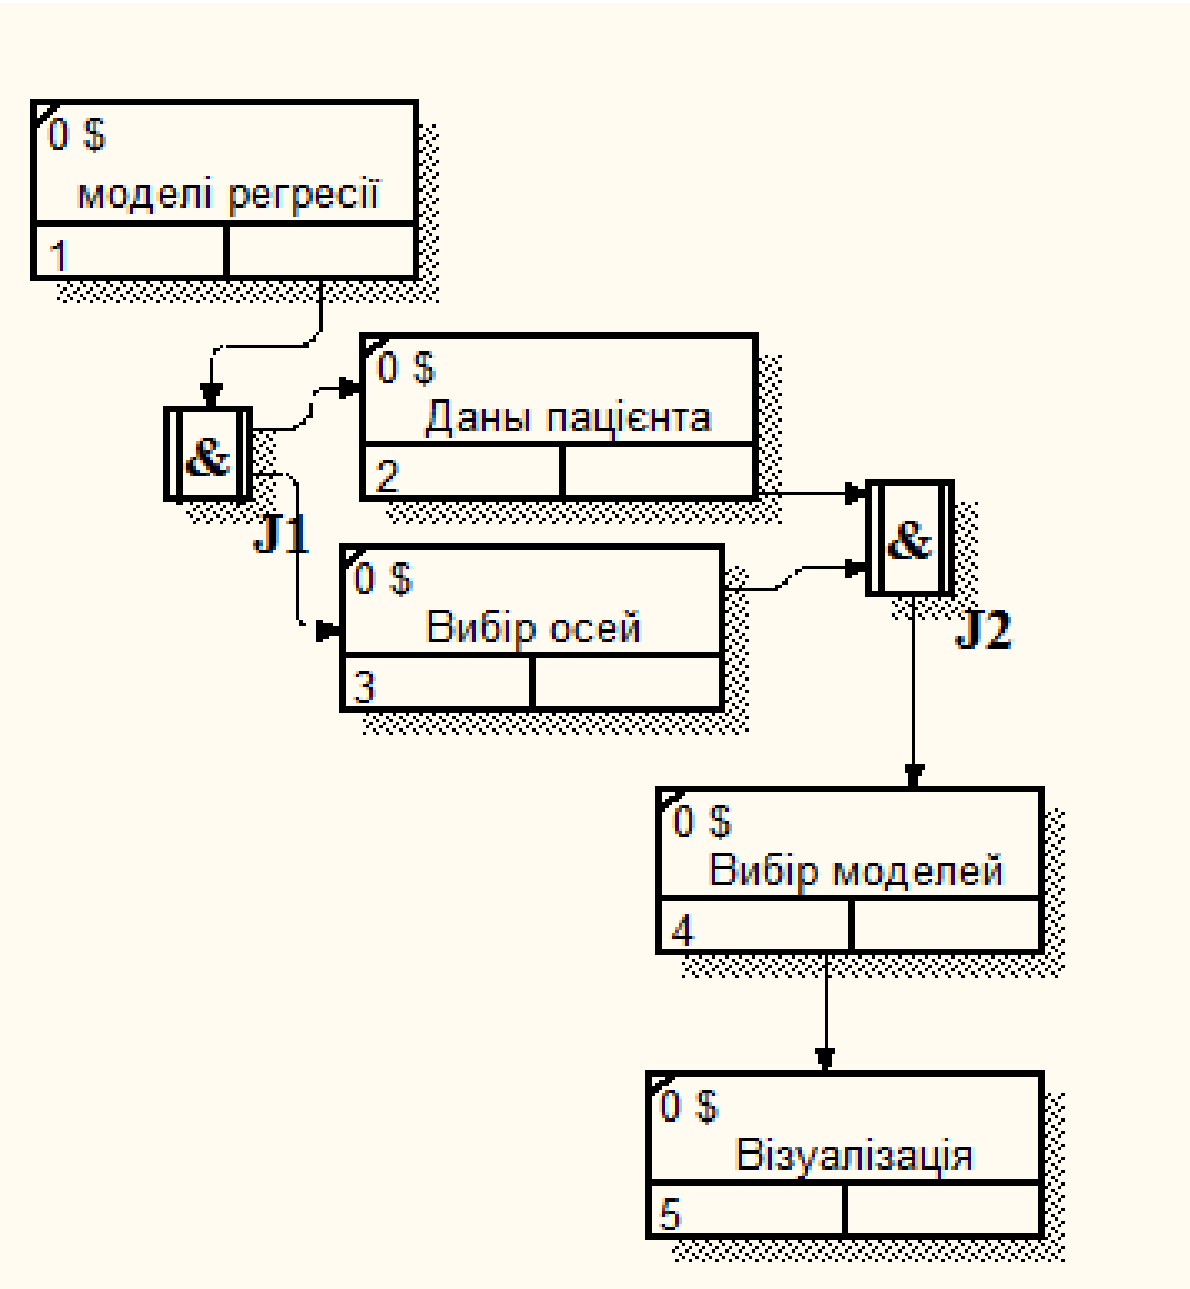 0 $
моделі регресії
1
0 $
Даны пацієнта
2
&
J1
&
J2
0 $
Вибір осей
3
0 $
Вибір моделей
4
0 $
Візуалізація
5